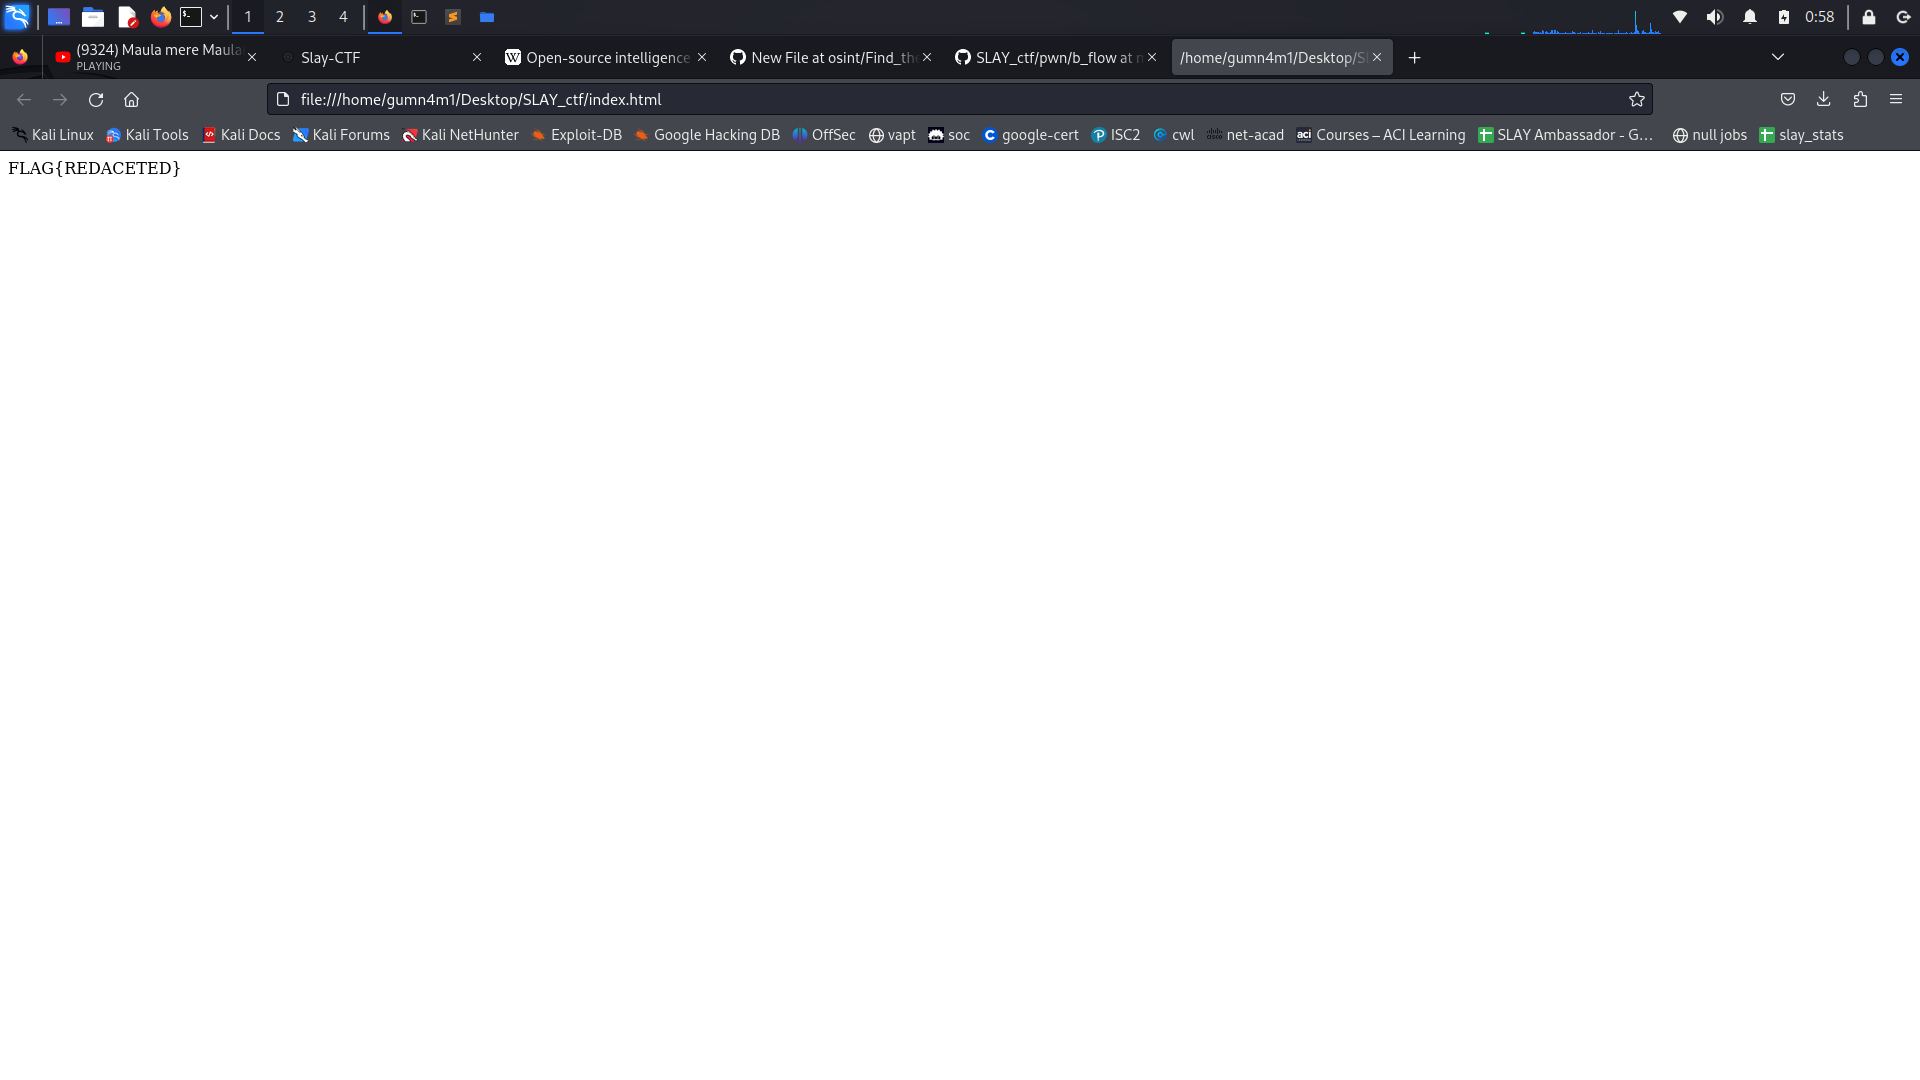 1 2 3 4 0:58
(9324) Maula mere Maula
PLAYING
Slay-CTF
Open-source intelligence
New File at osint/Find_the
SLAY_ctf/pwn/b_flow at
/home/gumn4m1/Desktop/SL
file:///home/gumn4m1/Desktop/SLAY_ctf/index.html
Kali Linux Kali Tools Kali Docs Kali Forums Kali NetHunter Exploit-DB Google Hacking DB OffSec vapt soc google-cert ISC2 cwl net-acad Courses – ACI Learning SLAY Ambassador - G… null jobs slay_stats
FLAG{REDACETED}